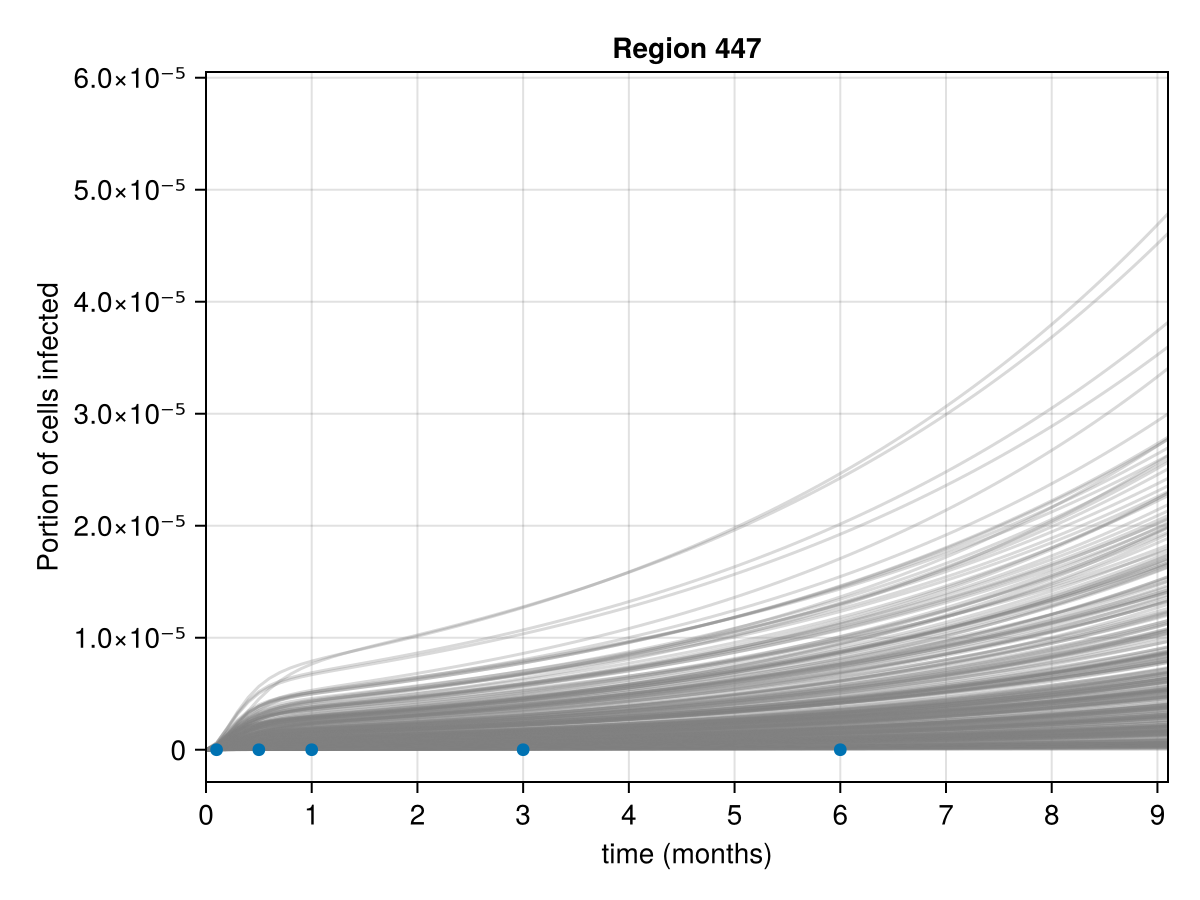 Region 447
6.0×10⁻⁵
5.0×10⁻⁵
4.0×10⁻⁵
3.0×10⁻⁵
2.0×10⁻⁵
1.0×10⁻⁵
0
Portion of cells infected
0 1 2 3 4 5 6 7 8 9
time (months)